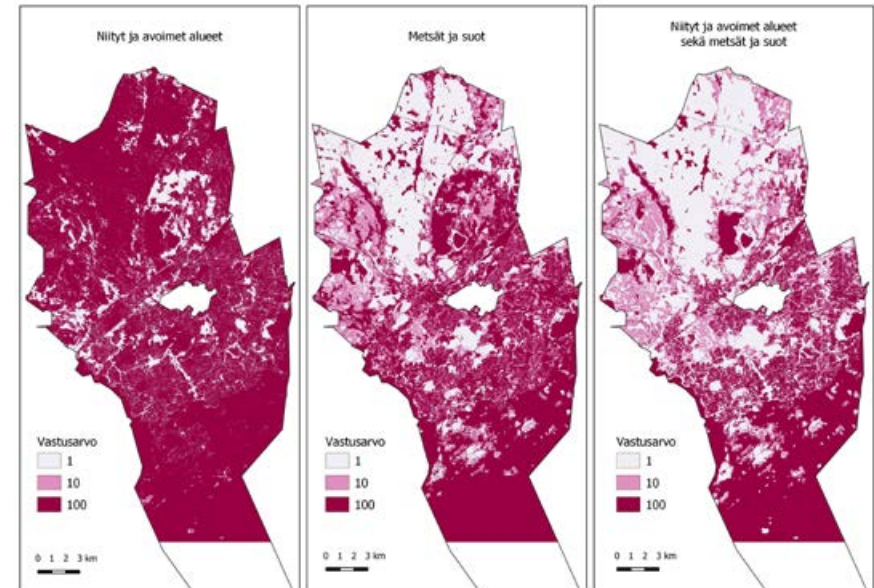 Niityt ja avoimet alueet
Vastusarvo
1
10
100
0 1 2 3 km
Metsät ja suot
Vastusarvo
1
10
100
0 1 2 3 km
Niityt ja avoimet alueet
sekä metsät ja suot
Vastusarvo
1
10
100
0 1 2 3 km